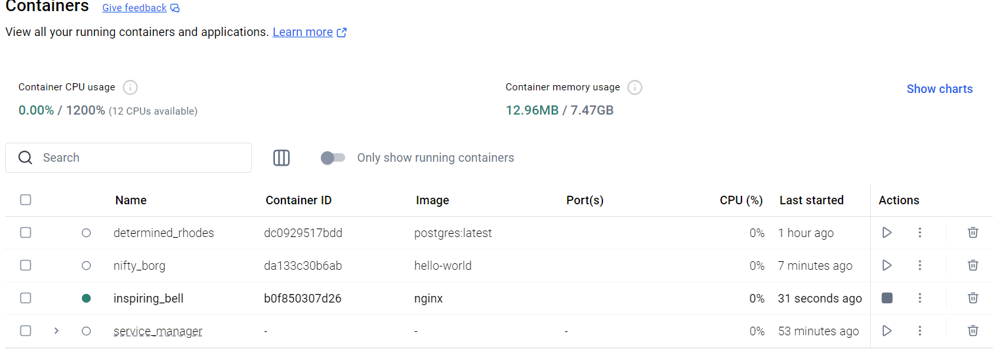 Containers Give feedback
View all your running containers and applications. Learn more
Container CPU usage
0.00% / 1200% (12 CPUs available)
Container memory usage
12.96MB / 7.47GB
Show charts
Search
Only show running containers
Name Container ID Image Port(s) CPU (%) Last started Actions
determined_rhodes dc0929517bdd postgres:latest 0% 1 hour ago
nifty_borg da133c30b6ab hello-world 0% 7 minutes ago
inspiring_bell b0f850307d26 nginx 0% 31 seconds ago
service_manager - - - 0% 53 minutes ago